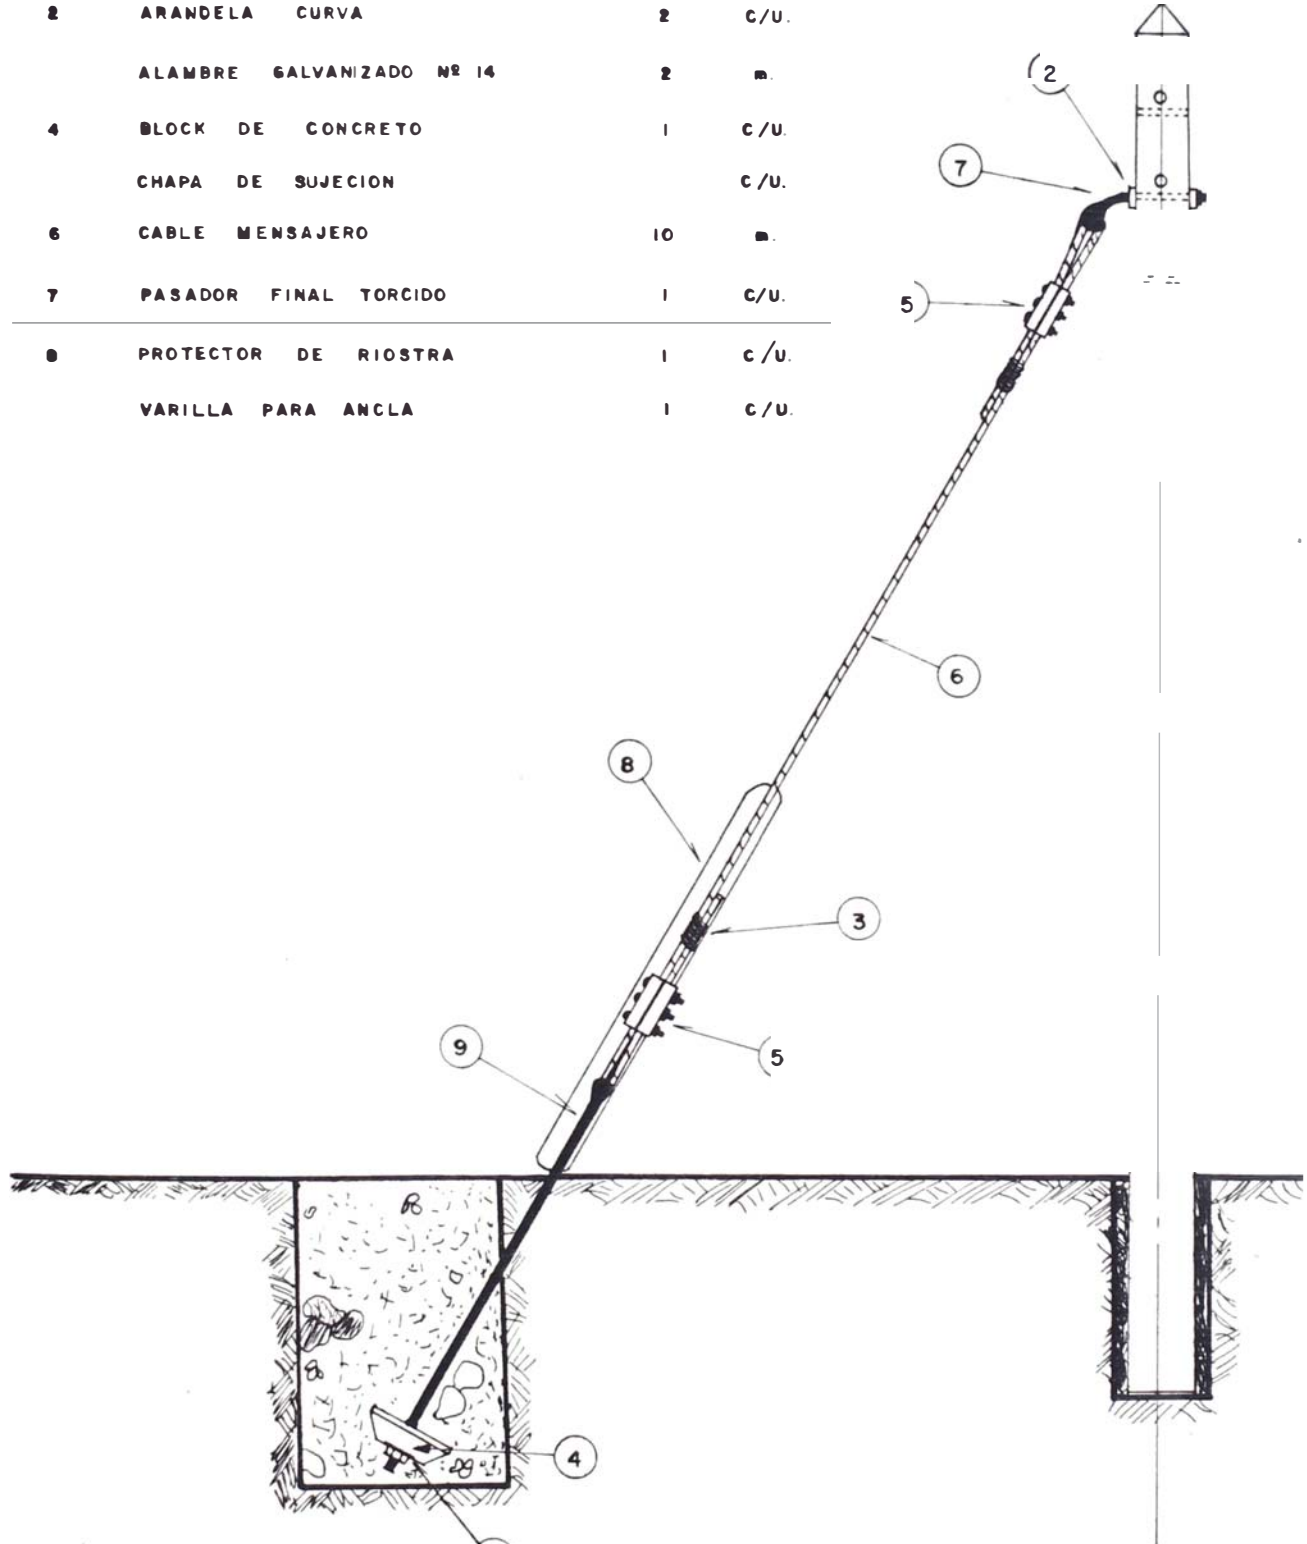 2 ARANDELA CURVA 2 C/U.
ALAMBRE GALVANIZADO Nº 14 2 m.
4 BLOCK DE CONCRETO 1 C/U.
CHAPA DE SUJECION C/U.
6 CABLE MENSAJERO 10 m.
7 PASADOR FINAL TORCIDO 1 C/U.
8 PROTECTOR DE RIOSTRA 1 C/U.
VARILLA PARA ANCLA 1 C/U.
2
7
5
6
8
3
9
5
4